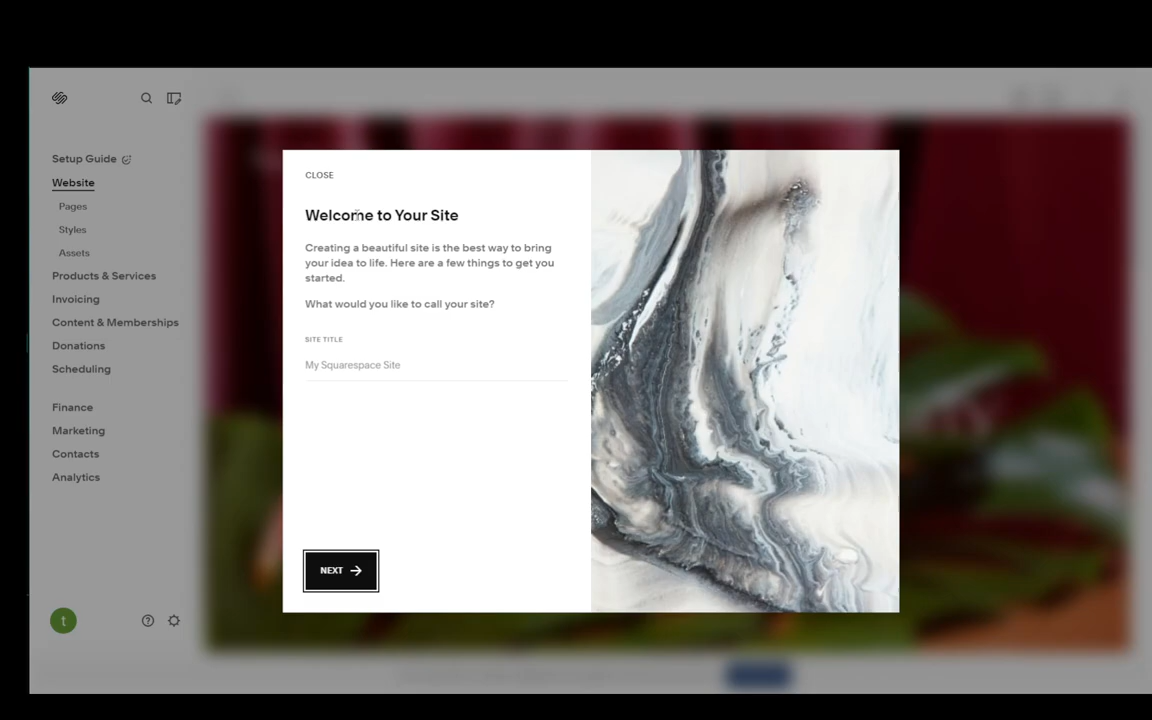 Setup Guide
Website
Pages
Styles
Assets
Products & Services
Invoicing
Content & Memberships
Donations
Scheduling
Finance
Marketing
Contacts
Analytics
t
CLOSE
Welcome to Your Site
Creating a beautiful site is the best way to bring
your idea to life. Here are a few things to get you
started.
What would you like to call your site?
SITE TITLE
My Squarespace Site
NEXT